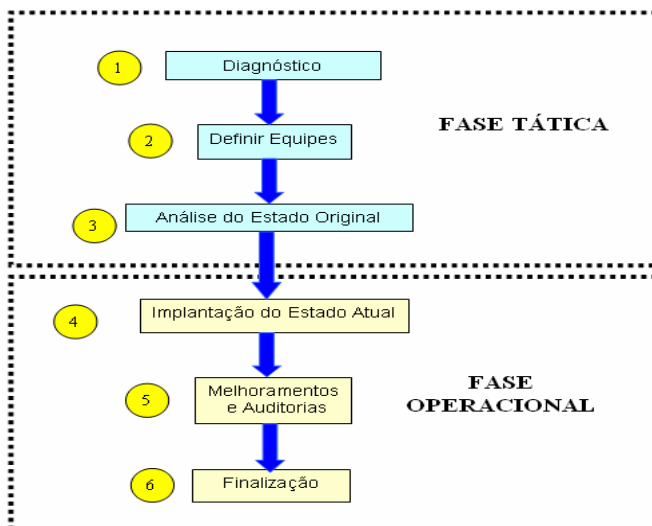 1
Diagnóstico
2
Definir Equipes
FASE TÁTICA
3
Análise do Estado Original
4
Implantação do Estado Atual
5
Melhoramentos
e Auditorias
FASE
OPERACIONAL
6
Finalização